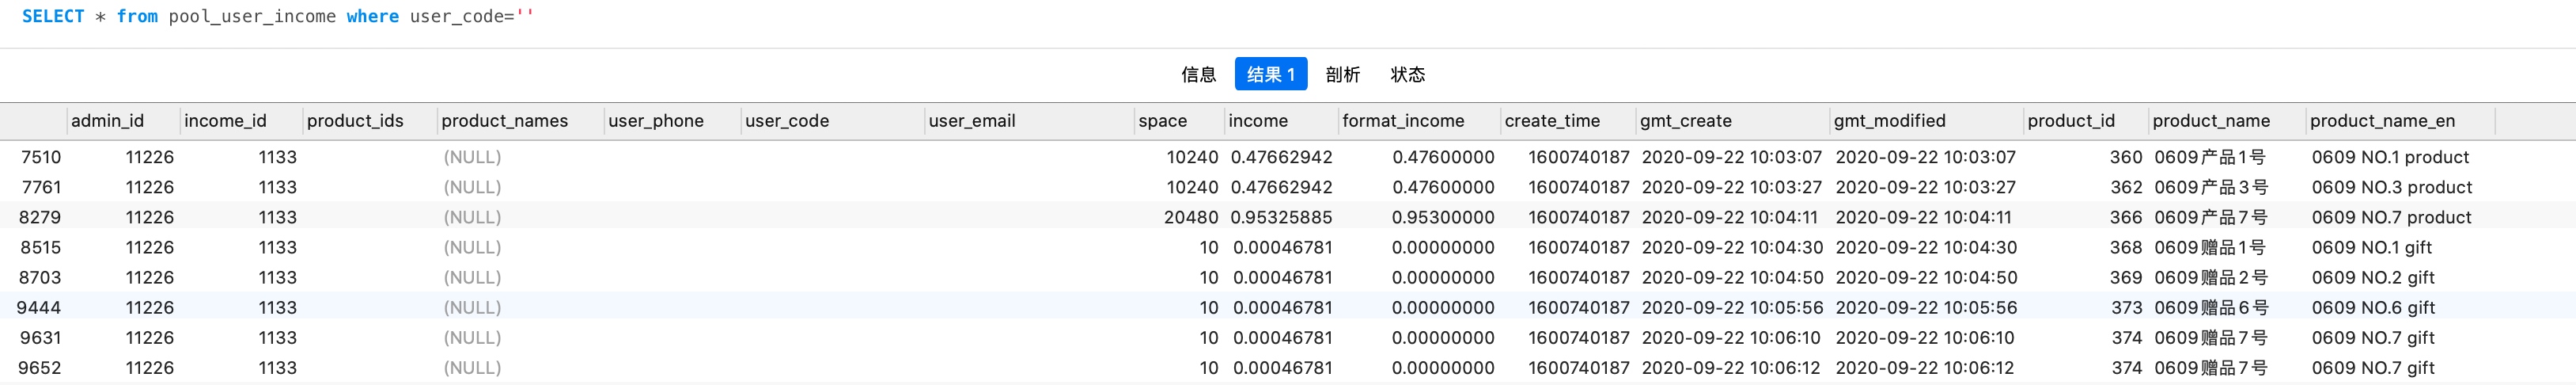 SELECT * from pool_user_income where user_code=''
信息 结果 1 剖析 状态
admin_id income_id product_ids product_names user_phone user_code user_email space income format_income create_time gmt_create gmt_modified product_id product_name product_name_en
7510 11226 1133 (NULL) 10240 0.47662942 0.47600000 1600740187 2020-09-22 10:03:07 2020-09-22 10:03:07 360 0609产品1号 0609 NO.1 product
7761 11226 1133 (NULL) 10240 0.47662942 0.47600000 1600740187 2020-09-22 10:03:27 2020-09-22 10:03:27 362 0609产品3号 0609 NO.3 product
8279 11226 1133 (NULL) 20480 0.95325885 0.95300000 1600740187 2020-09-22 10:04:11 2020-09-22 10:04:11 366 0609产品7号 0609 NO.7 product
8515 11226 1133 (NULL) 10 0.00046781 0.00000000 1600740187 2020-09-22 10:04:30 2020-09-22 10:04:30 368 0609赠品1号 0609 NO.1 gift
8703 11226 1133 (NULL) 10 0.00046781 0.00000000 1600740187 2020-09-22 10:04:50 2020-09-22 10:04:50 369 0609赠品2号 0609 NO.2 gift
9444 11226 1133 (NULL) 10 0.00046781 0.00000000 1600740187 2020-09-22 10:05:56 2020-09-22 10:05:56 373 0609赠品6号 0609 NO.6 gift
9631 11226 1133 (NULL) 10 0.00046781 0.00000000 1600740187 2020-09-22 10:06:10 2020-09-22 10:06:10 374 0609赠品7号 0609 NO.7 gift
9652 11226 1133 (NULL) 10 0.00046781 0.00000000 1600740187 2020-09-22 10:06:12 2020-09-22 10:06:12 374 0609赠品7号 0609 NO.7 gift